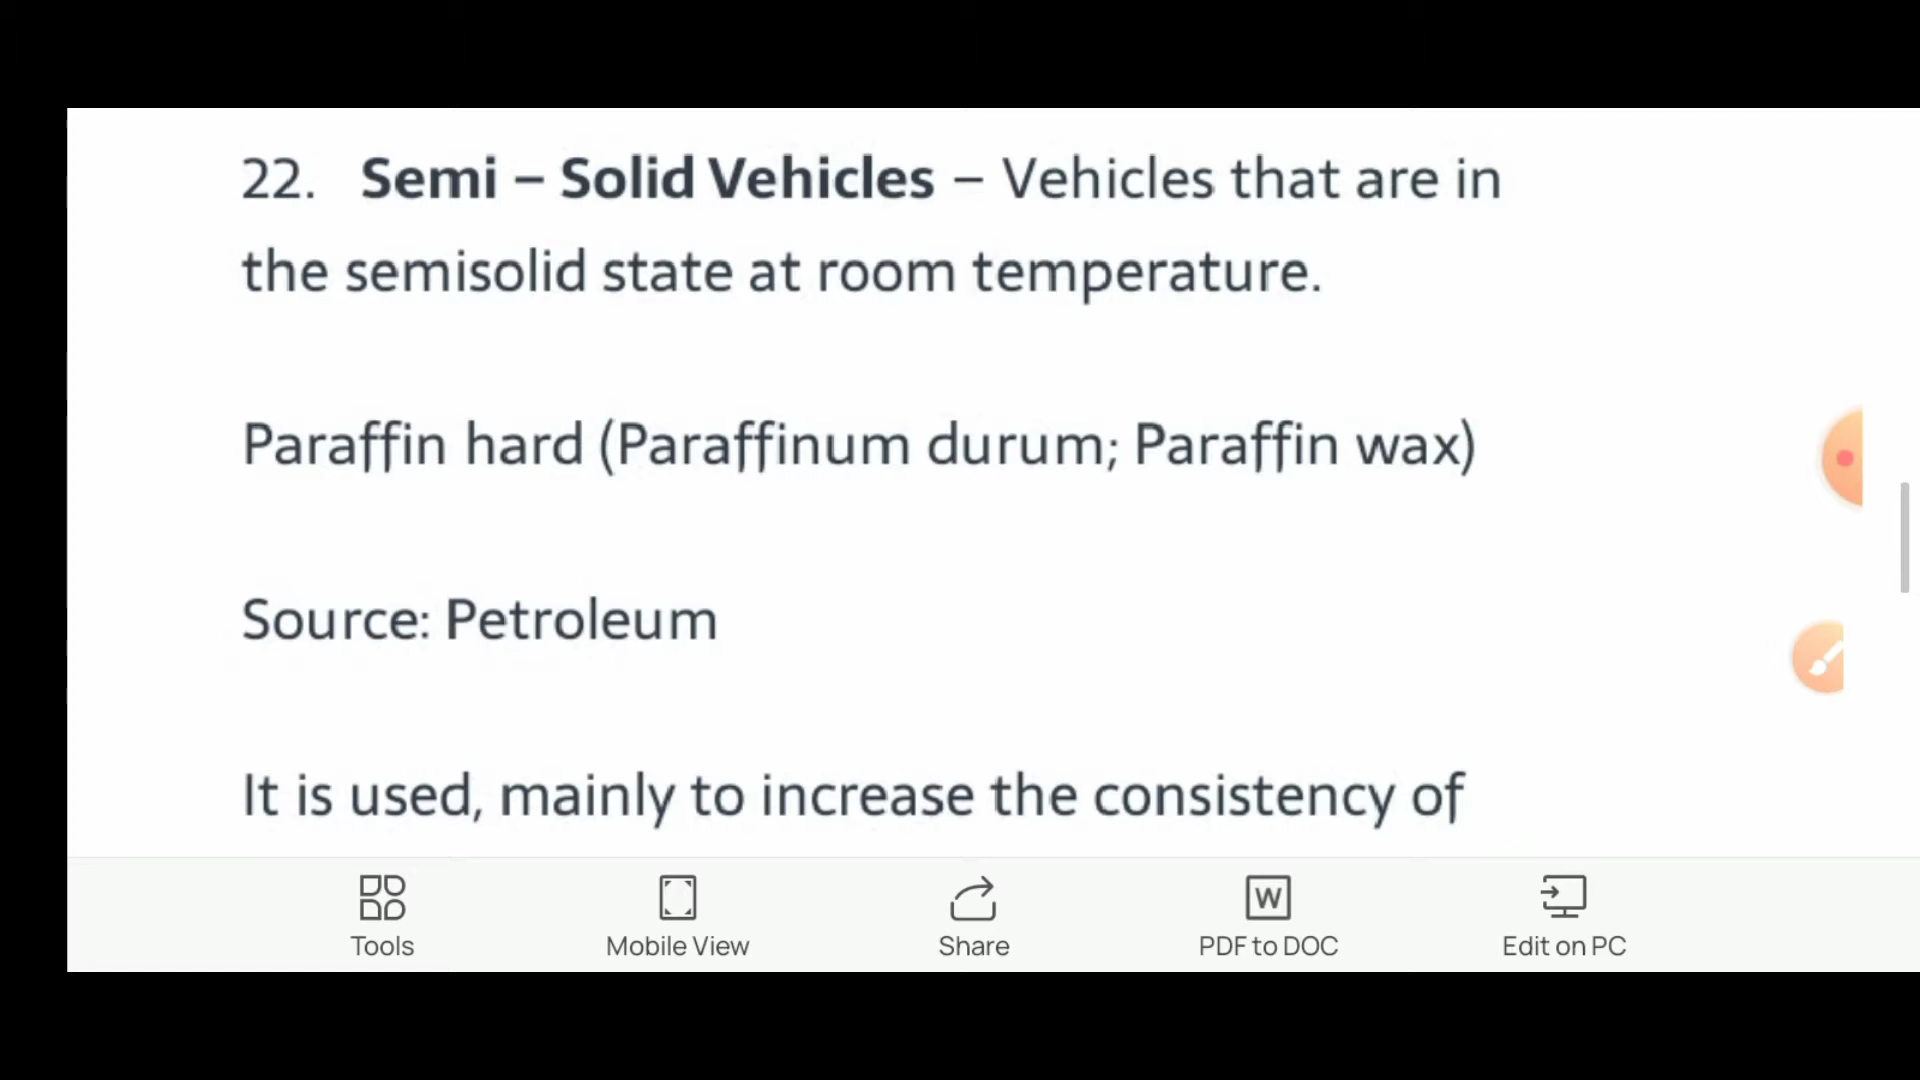 22. Semi – Solid Vehicles – Vehicles that are in
the semisolid state at room temperature.
Paraffin hard (Paraffinum durum; Paraffin wax)
Source: Petroleum
It is used, mainly to increase the consistency of
Tools
Mobile View
Share
W
PDF to DOC
Edit on PC